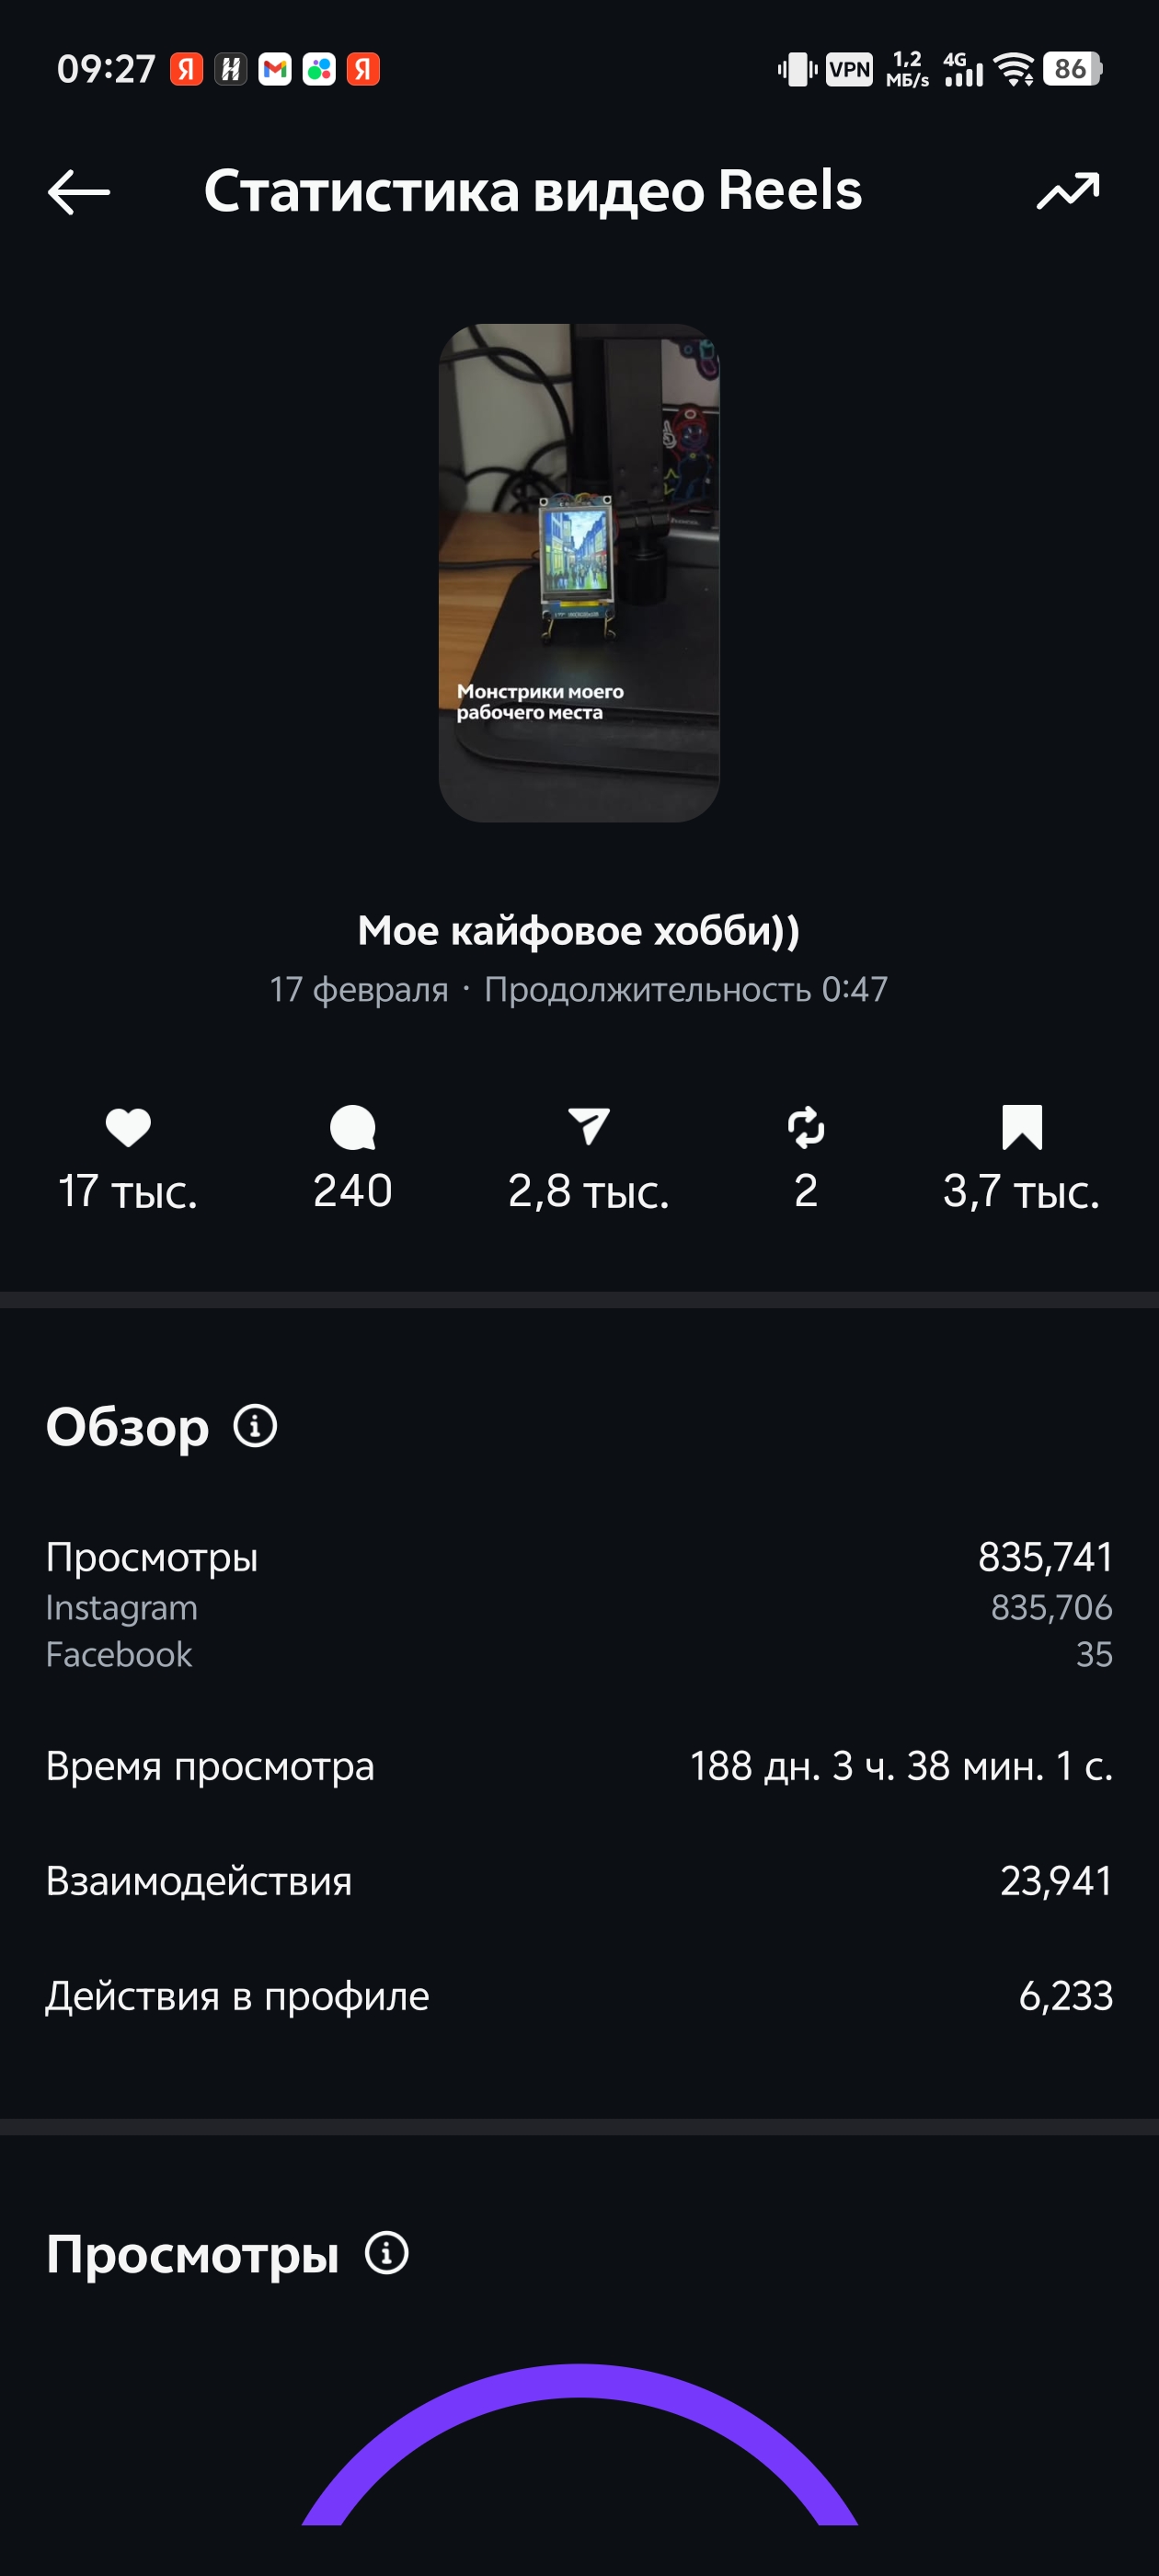 09:27 Я Н Я VPN 1,2 МБ/s 4G 86
Статистика видео Reels
Монстрики моего
рабочего места
Мое кайфовое хобби))
17 февраля · Продолжительность 0:47
17 тыс. 240 2,8 тыс. 2 3,7 тыс.
Обзор
Просмотры 835,741
Instagram 835,706
Facebook 35
Время просмотра 188 дн. 3 ч. 38 мин. 1 с.
Взаимодействия 23,941
Действия в профиле 6,233
Просмотры